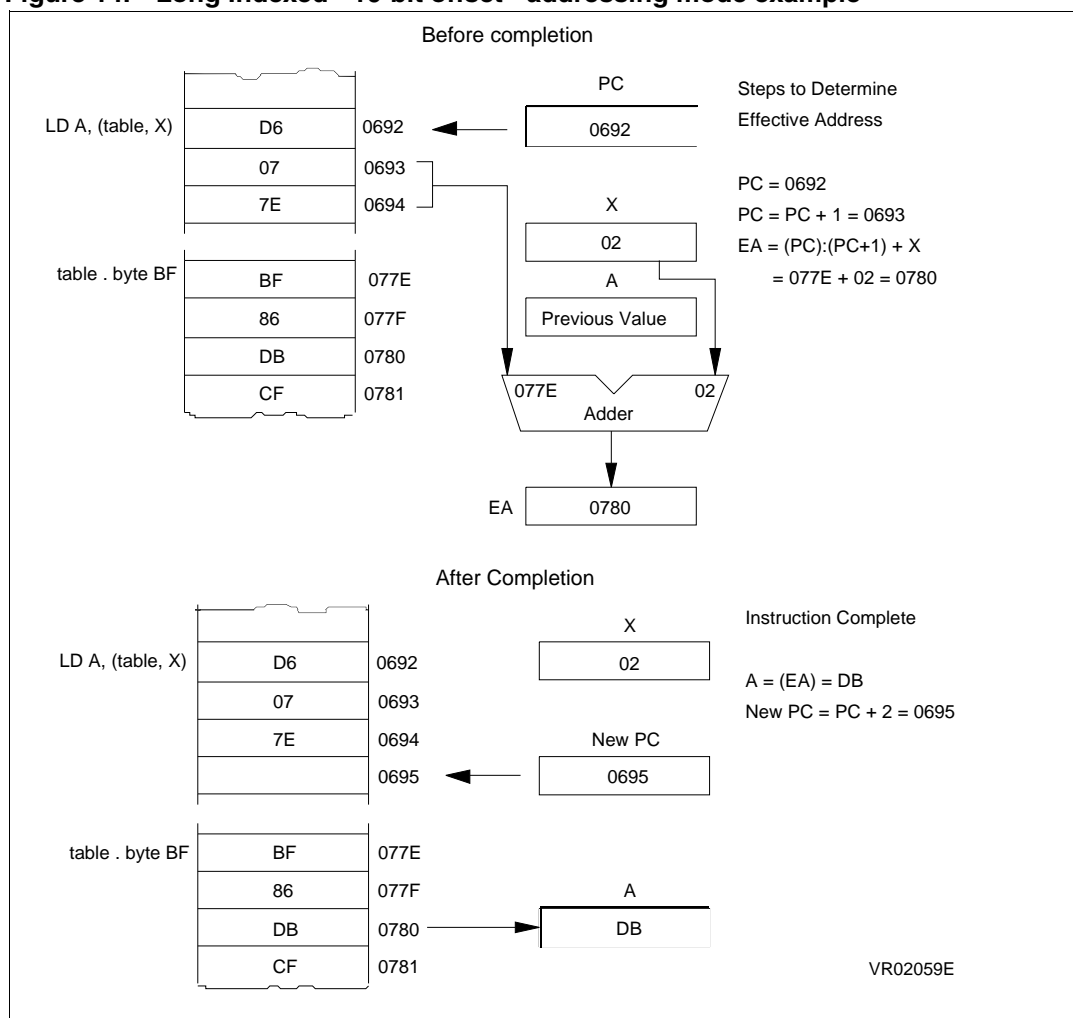 Figure 14. Long Indexed - 16-bit offset - addressing mode example
Before completion
PC
Steps to Determine
LD A, (table, X)
D6
0692
0692
Effective Address
07
0693
7E
0694
X
PC = 0692
PC = PC + 1 = 0693
02
EA = (PC):(PC+1) + X
= 077E + 02 = 0780
table . byte BF
BF
077E
A
86
077F
Previous Value
DB
0780
CF
0781
077E
02
Adder
EA
0780
After Completion
X
Instruction Complete
LD A, (table, X)
D6
0692
02
07
0693
A = (EA) = DB
New PC = PC + 2 = 0695
7E
0694
New PC
0695
0695
table . byte BF
BF
077E
86
077F
A
DB
0780
DB
CF
0781
VR02059E